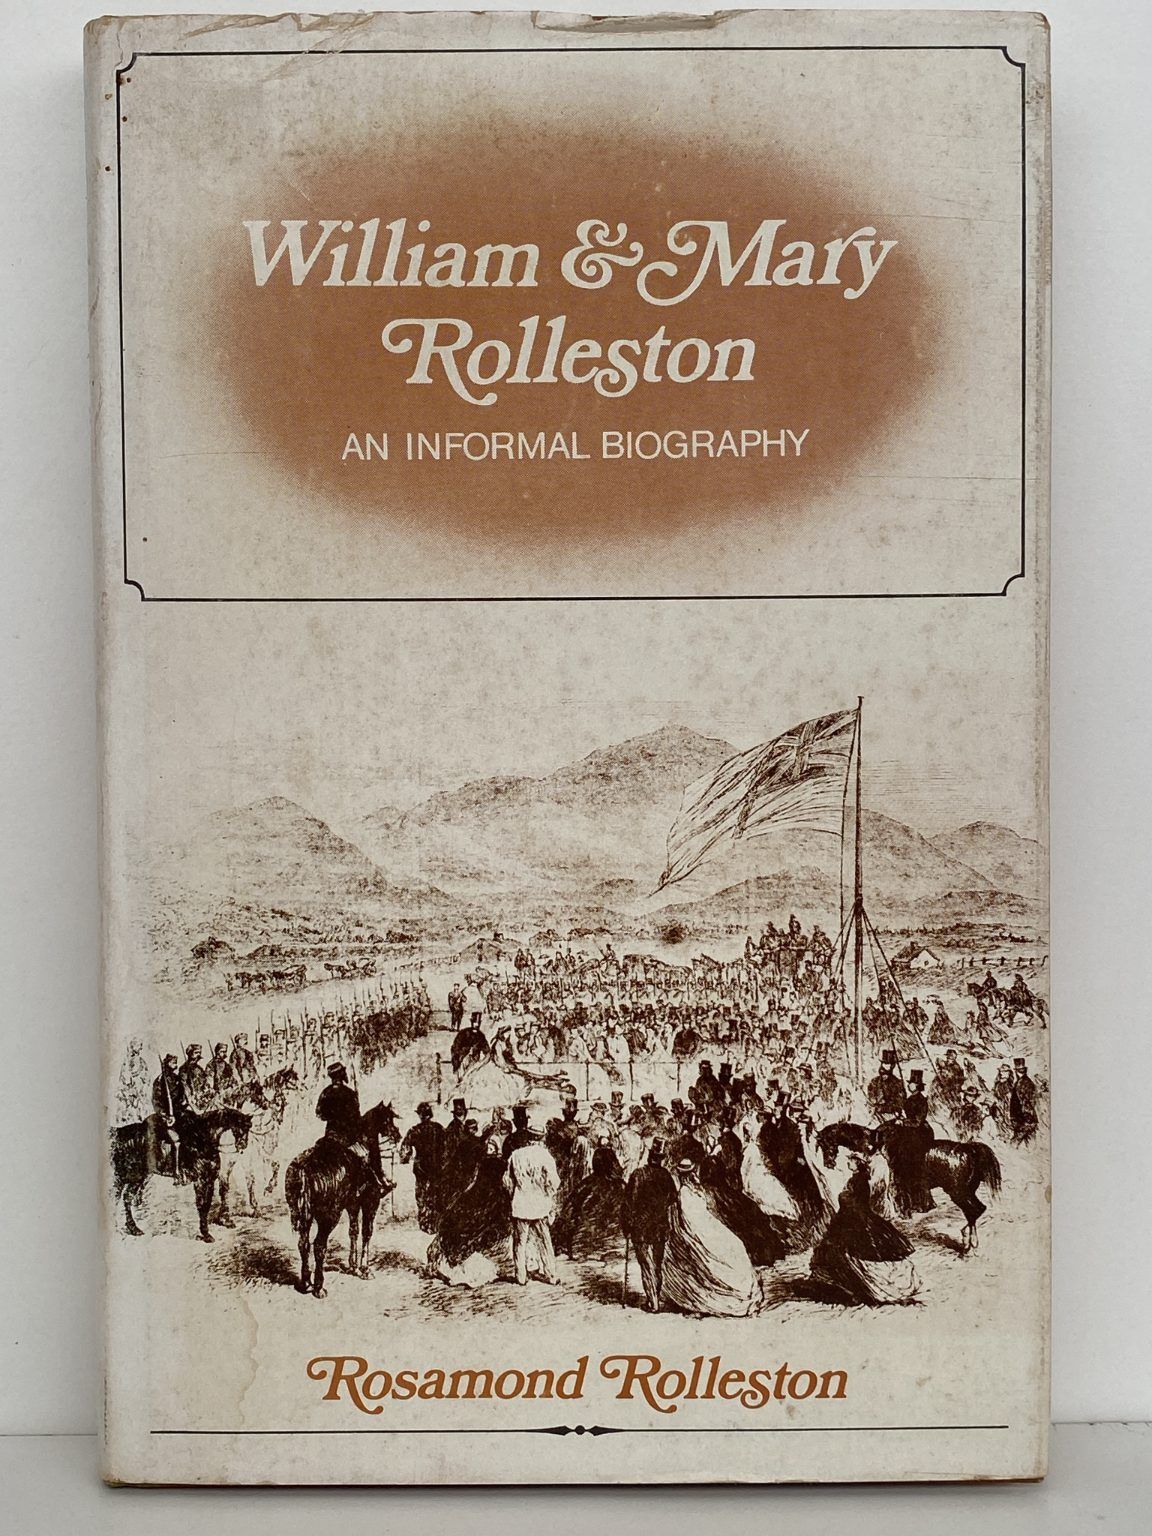 William & Mary
Rolleston
AN INFORMAL BIOGRAPHY
Rosamond Rolleston